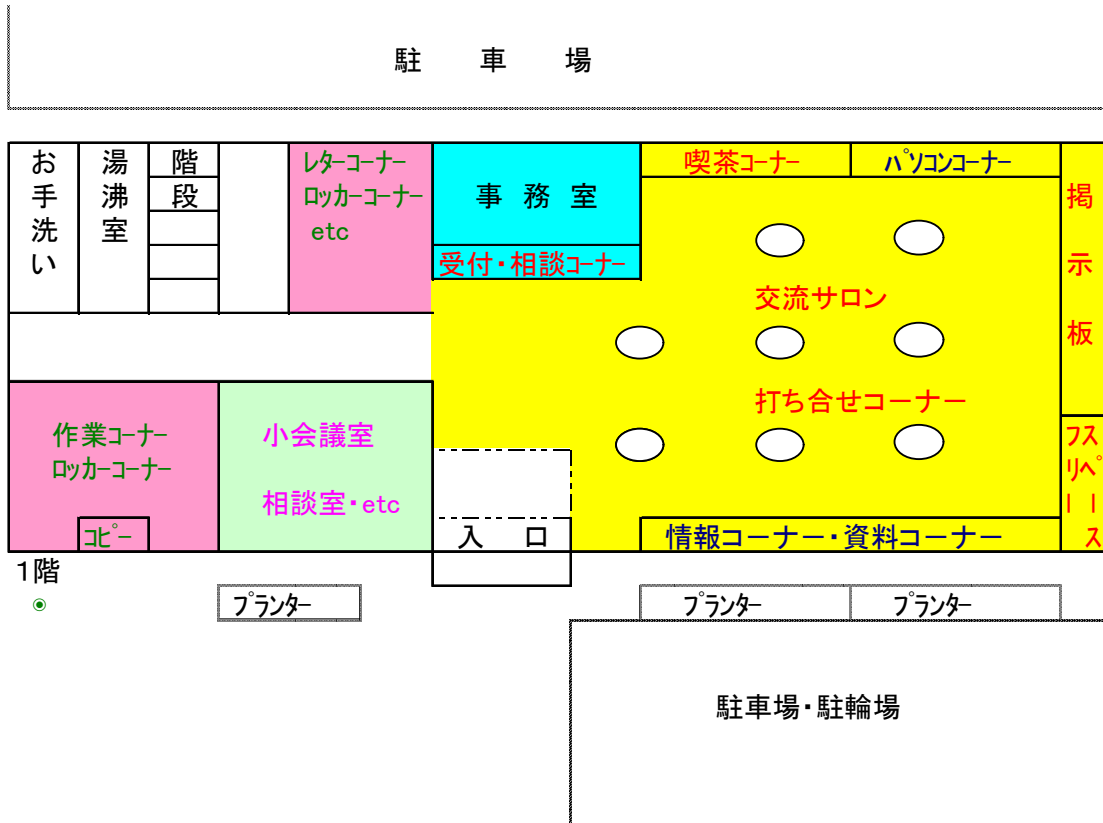 駐 車 場
お手洗い
湯沸室
階段
ﾚﾀｰｺｰﾅｰ
ﾛｯｶｰｺｰﾅｰ
etc
事 務 室
受付・相談ｺｰﾅｰ
喫茶ｺｰﾅｰ
ﾊﾟｿｺﾝｺｰﾅｰ
掲示板
交流サロン
打ち合せコーナー
作業ｺｰﾅｰ
ﾛｯｶｰｺｰﾅｰ
ｺﾋﾟｰ
小会議室
相談室・etc
入 口
情報コーナー・資料コーナー
フリー
スペース
1階
◉
ﾌﾟﾗﾝﾀｰ
ﾌﾟﾗﾝﾀｰ
ﾌﾟﾗﾝﾀｰ
駐車場・駐輪場